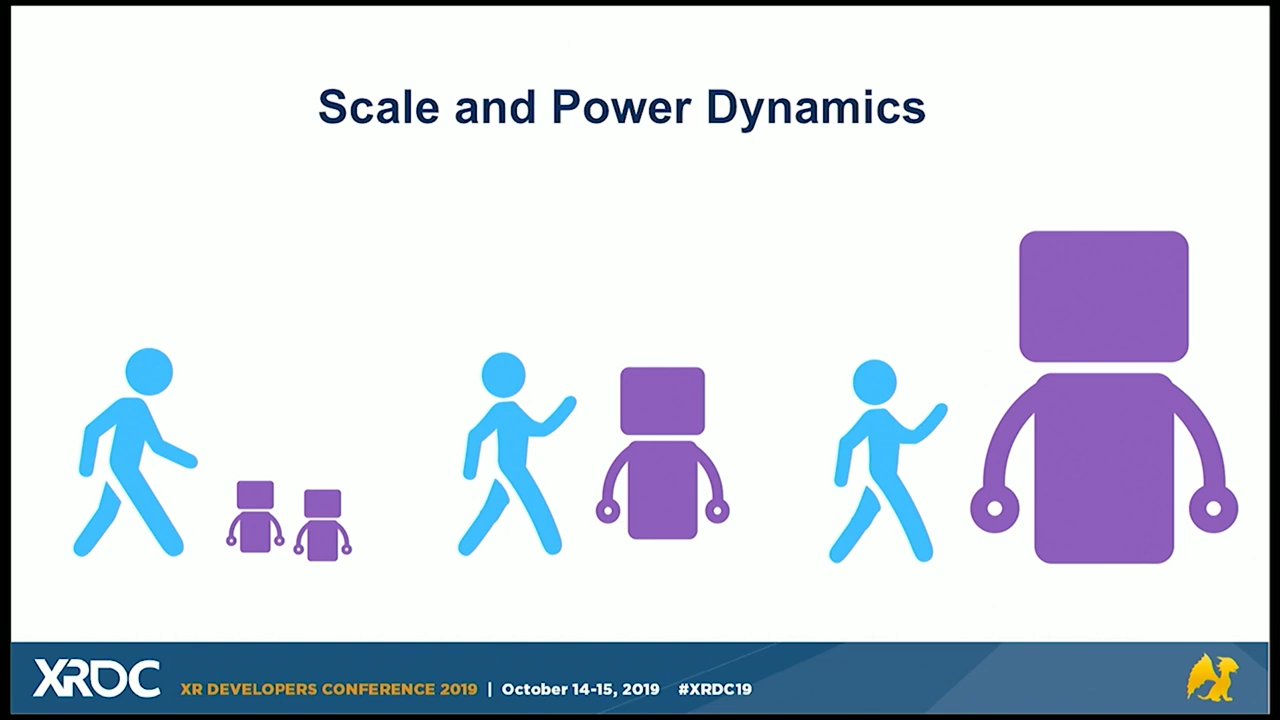 Scale and Power Dynamics
XRDC XR DEVELOPERS CONFERENCE 2019 | October 14-15, 2019 #XRDC19